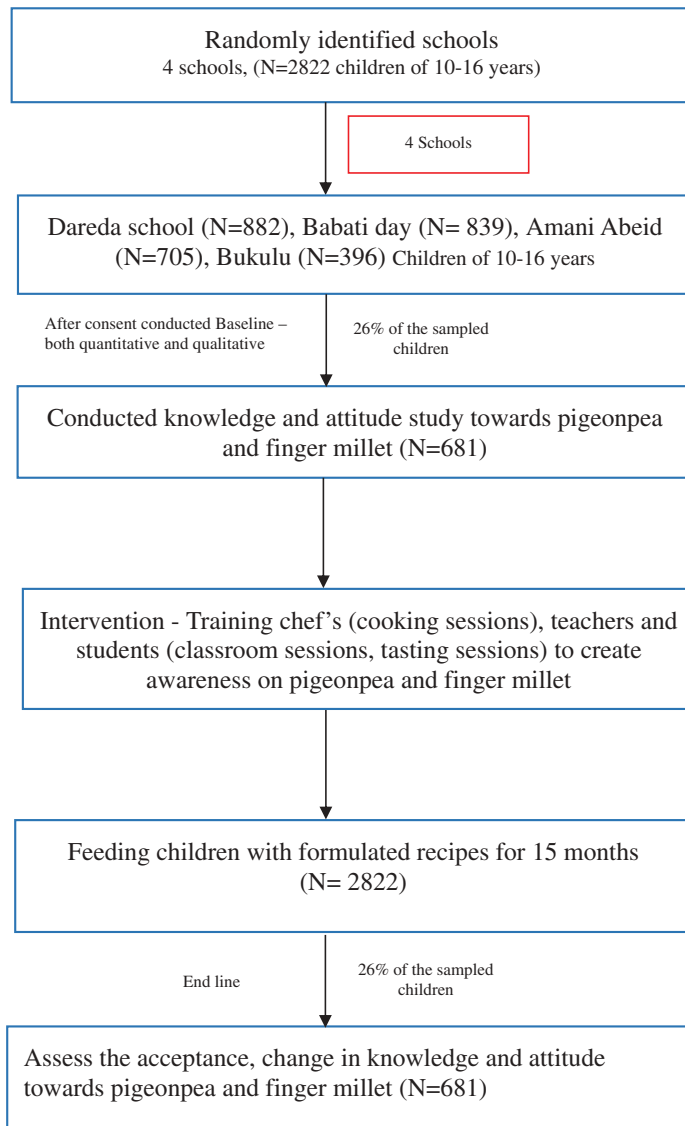 Randomly identified schools
4 schools, (N=2822 children of 10-16 years)
4 Schools
Dareda school (N=882), Babati day (N= 839), Amani Abeid
(N=705), Bukulu (N=396) Children of 10-16 years
After consent conducted Baseline –
both quantitative and qualitative
26% of the sampled
children
Conducted knowledge and attitude study towards pigeonpea
and finger millet (N=681)
Intervention - Training chef's (cooking sessions), teachers and
students (classroom sessions, tasting sessions) to create
awareness on pigeonpea and finger millet
Feeding children with formulated recipes for 15 months
(N= 2822)
End line
26% of the sampled
children
Assess the acceptance, change in knowledge and attitude
towards pigeonpea and finger millet (N=681)